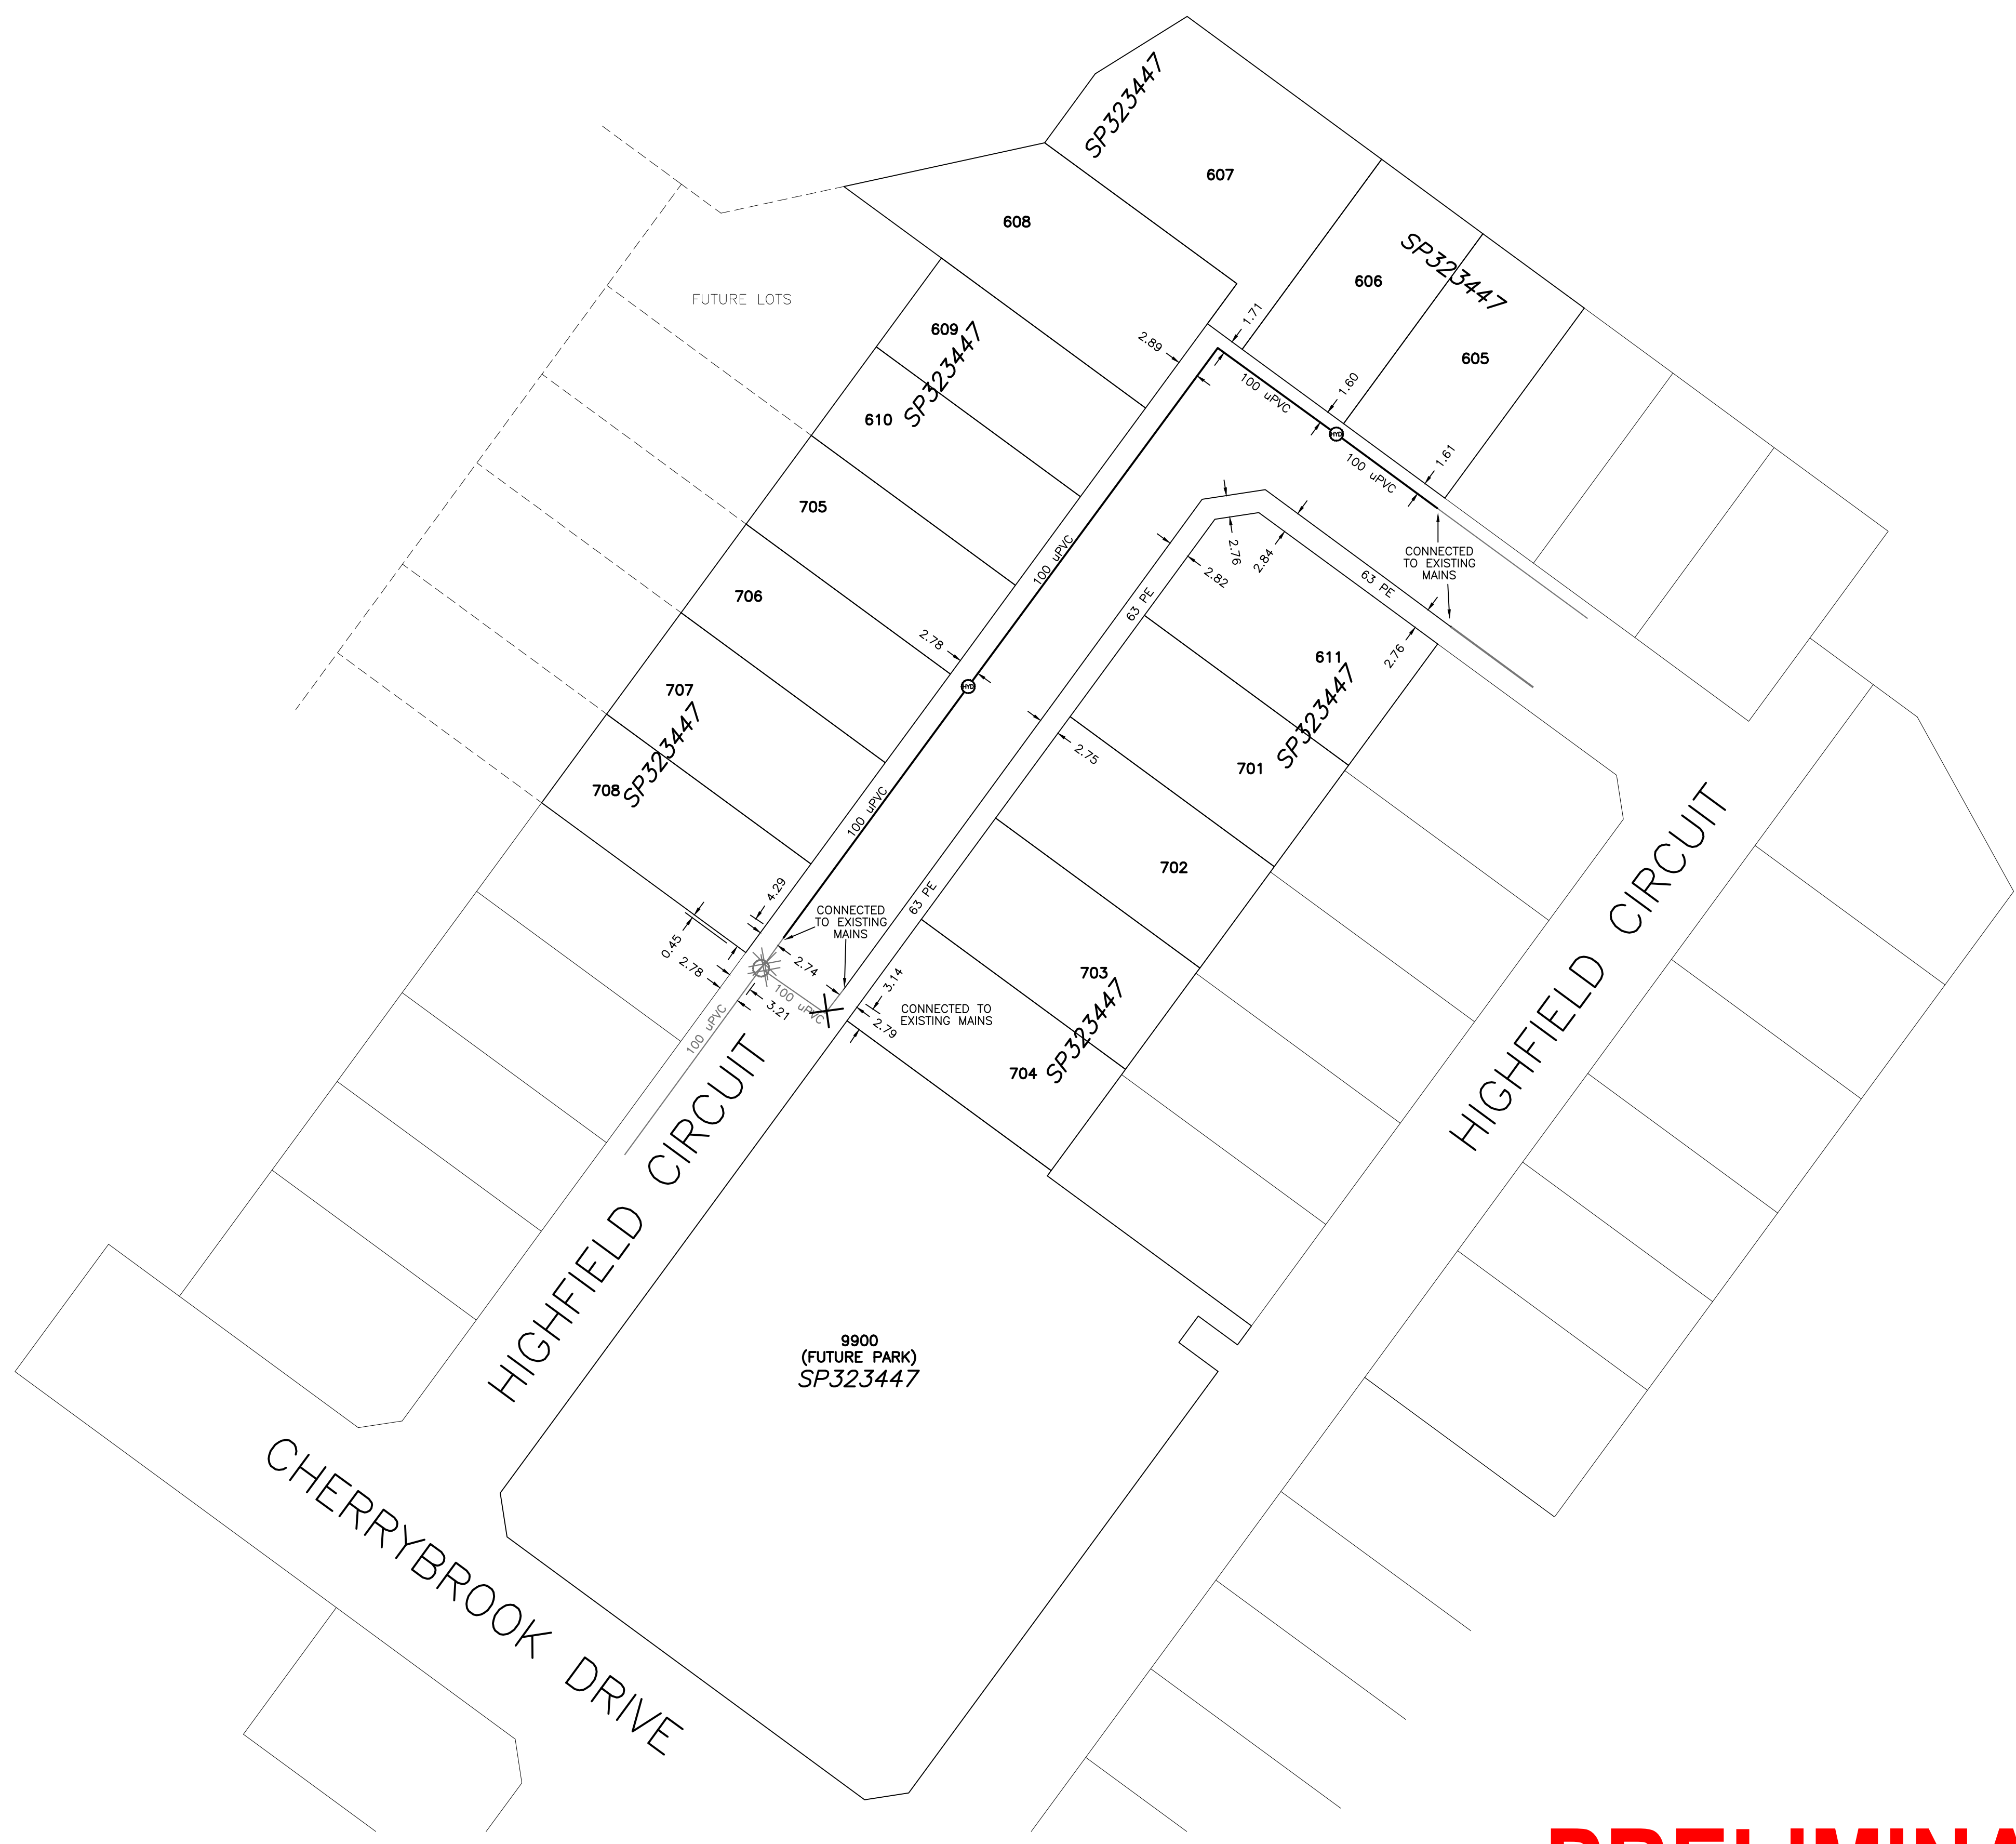 SP323447
607
608
SP323447
606
FUTURE LOTS
1.71
609
SP323447
2.89
605
1.60
100 uPVC
610
HYD
1.61
100 uPVC
705
2.76
2.84
CONNECTED
TO EXISTING
MAINS
100 uPVC
2.82
63 PE
706
63 PE
2.78
611
2.76
HYD
707
SP323447
SP323447
2.75
701
708
100 uPVC
702
4.29
63 PE
CONNECTED
TO EXISTING
MAINS
0.45
2.78
2.74
703
3.14
100 uPVC
3.21
CONNECTED TO
EXISTING MAINS
2.79
100 uPVC
SP323447
704
HIGHFIELD CIRCUIT
HIGHFIELD CIRCUIT
9900
(FUTURE PARK)
SP323447
CHERRYBROOK DRIVE